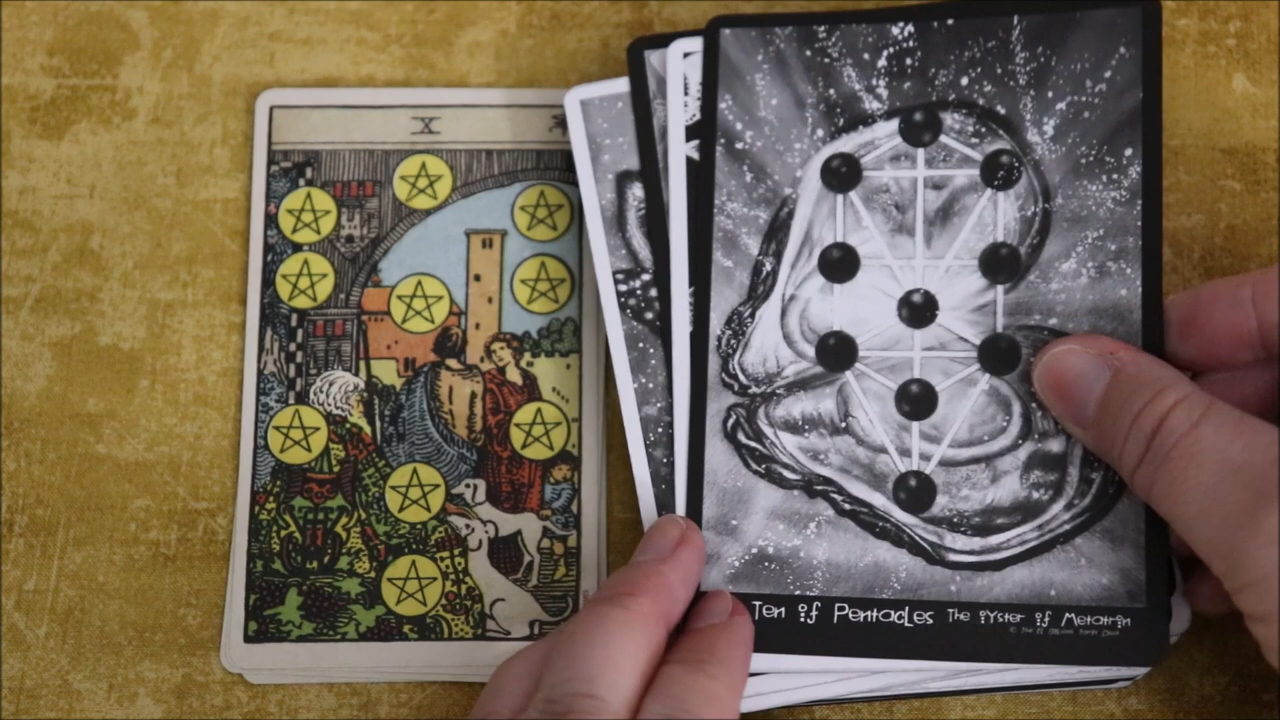 X
Ten of Pentacles The Oyster of Metatron